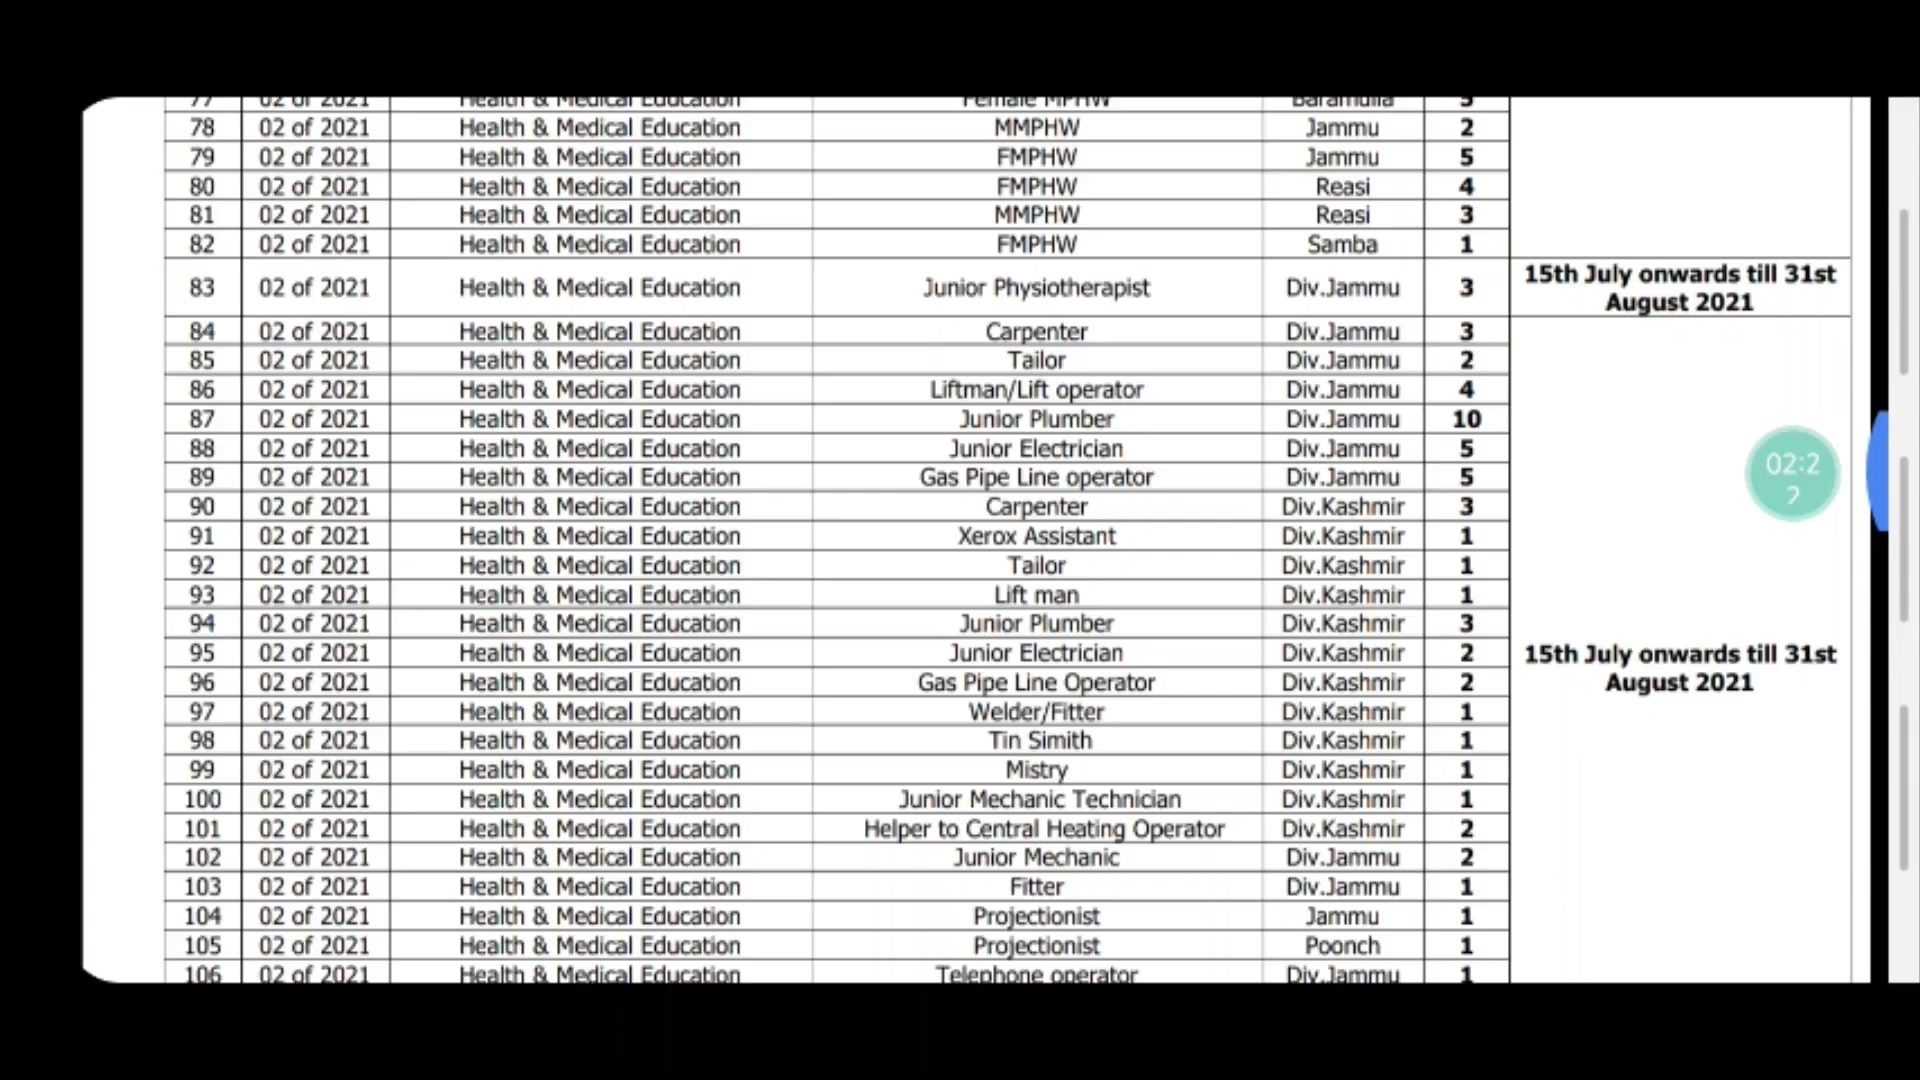 77 02 of 2021 Health & Medical Education Female MPHW Baramulla 5
78 02 of 2021 Health & Medical Education MMPHW Jammu 2
79 02 of 2021 Health & Medical Education FMPHW Jammu 5
80 02 of 2021 Health & Medical Education FMPHW Reasi 4
81 02 of 2021 Health & Medical Education MMPHW Reasi 3
82 02 of 2021 Health & Medical Education FMPHW Samba 1
83 02 of 2021 Health & Medical Education Junior Physiotherapist Div.Jammu 3
15th July onwards till 31st
August 2021
84 02 of 2021 Health & Medical Education Carpenter Div.Jammu 3
85 02 of 2021 Health & Medical Education Tailor Div.Jammu 2
86 02 of 2021 Health & Medical Education Liftman/Lift operator Div.Jammu 4
87 02 of 2021 Health & Medical Education Junior Plumber Div.Jammu 10
88 02 of 2021 Health & Medical Education Junior Electrician Div.Jammu 5
89 02 of 2021 Health & Medical Education Gas Pipe Line operator Div.Jammu 5
90 02 of 2021 Health & Medical Education Carpenter Div.Kashmir 3
91 02 of 2021 Health & Medical Education Xerox Assistant Div.Kashmir 1
92 02 of 2021 Health & Medical Education Tailor Div.Kashmir 1
93 02 of 2021 Health & Medical Education Lift man Div.Kashmir 1
94 02 of 2021 Health & Medical Education Junior Plumber Div.Kashmir 3
95 02 of 2021 Health & Medical Education Junior Electrician Div.Kashmir 2
96 02 of 2021 Health & Medical Education Gas Pipe Line Operator Div.Kashmir 2
97 02 of 2021 Health & Medical Education Welder/Fitter Div.Kashmir 1
98 02 of 2021 Health & Medical Education Tin Simith Div.Kashmir 1
99 02 of 2021 Health & Medical Education Mistry Div.Kashmir 1
100 02 of 2021 Health & Medical Education Junior Mechanic Technician Div.Kashmir 1
101 02 of 2021 Health & Medical Education Helper to Central Heating Operator Div.Kashmir 2
102 02 of 2021 Health & Medical Education Junior Mechanic Div.Jammu 2
103 02 of 2021 Health & Medical Education Fitter Div.Jammu 1
104 02 of 2021 Health & Medical Education Projectionist Jammu 1
105 02 of 2021 Health & Medical Education Projectionist Poonch 1
106 02 of 2021 Health & Medical Education Telephone operator Div.Jammu 1
15th July onwards till 31st
August 2021
02:2
2